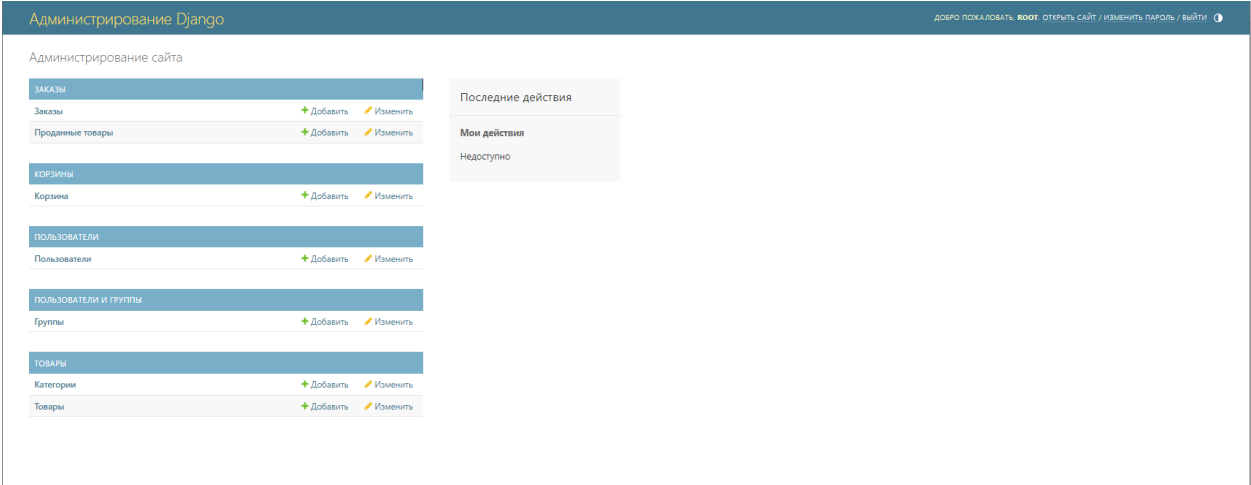 Администрирование Django
ДОБРО ПОЖАЛОВАТЬ, ROOT. ОТКРЫТЬ САЙТ / ИЗМЕНИТЬ ПАРОЛЬ / ВЫЙТИ
Администрирование сайта
ЗАКАЗЫ
Заказы Добавить Изменить
Проданные товары Добавить Изменить
КОРЗИНЫ
Корзина Добавить Изменить
ПОЛЬЗОВАТЕЛИ
Пользователи Добавить Изменить
ПОЛЬЗОВАТЕЛИ И ГРУППЫ
Группы Добавить Изменить
ТОВАРЫ
Категории Добавить Изменить
Товары Добавить Изменить
Последние действия
Мои действия
Недоступно